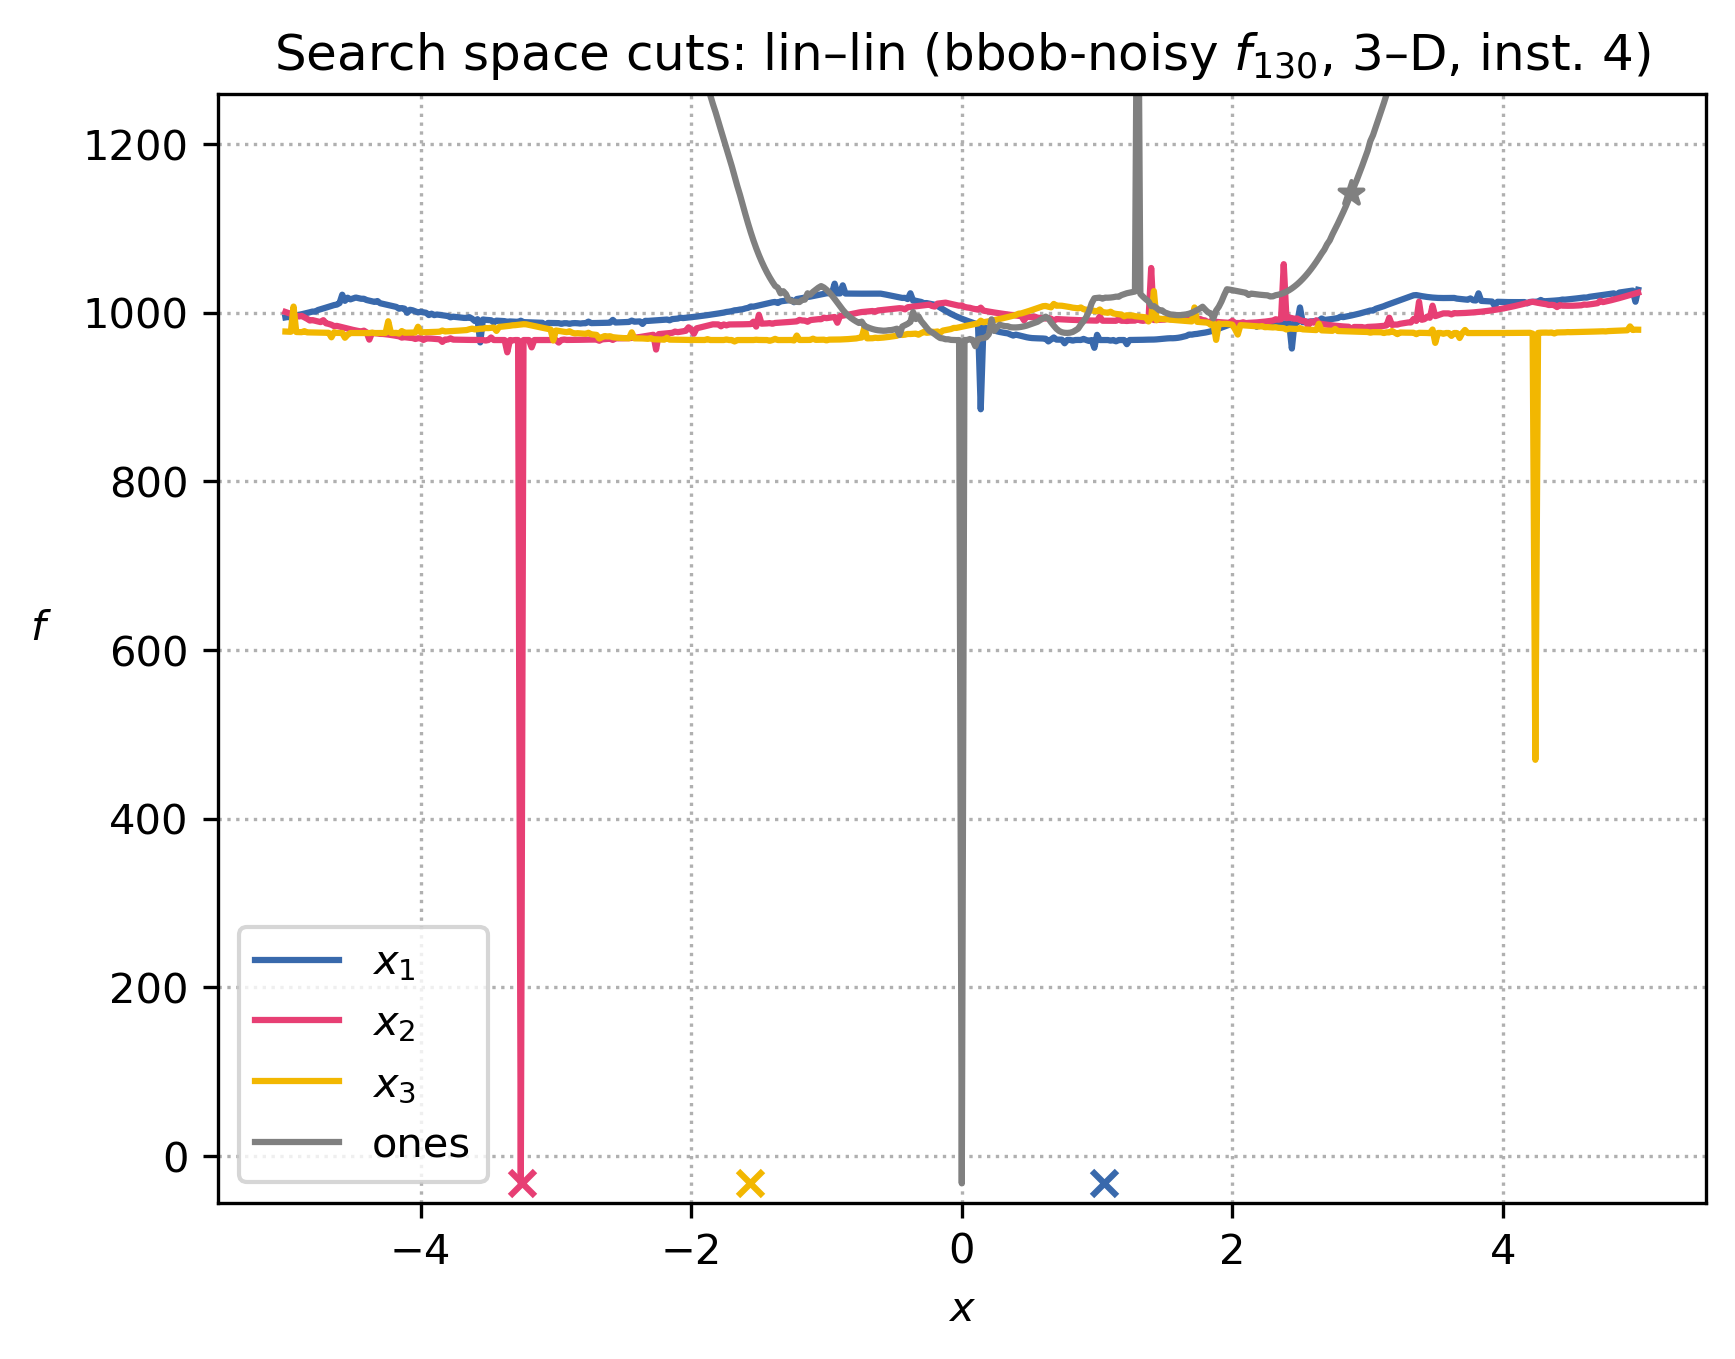 Search space cuts: lin–lin (bbob-noisy f₁₃₀, 3–D, inst. 4)
1200
1000
800
600
400
200
0
f
x₁
x₂
x₃
ones
−4 −2 0 2 4
x